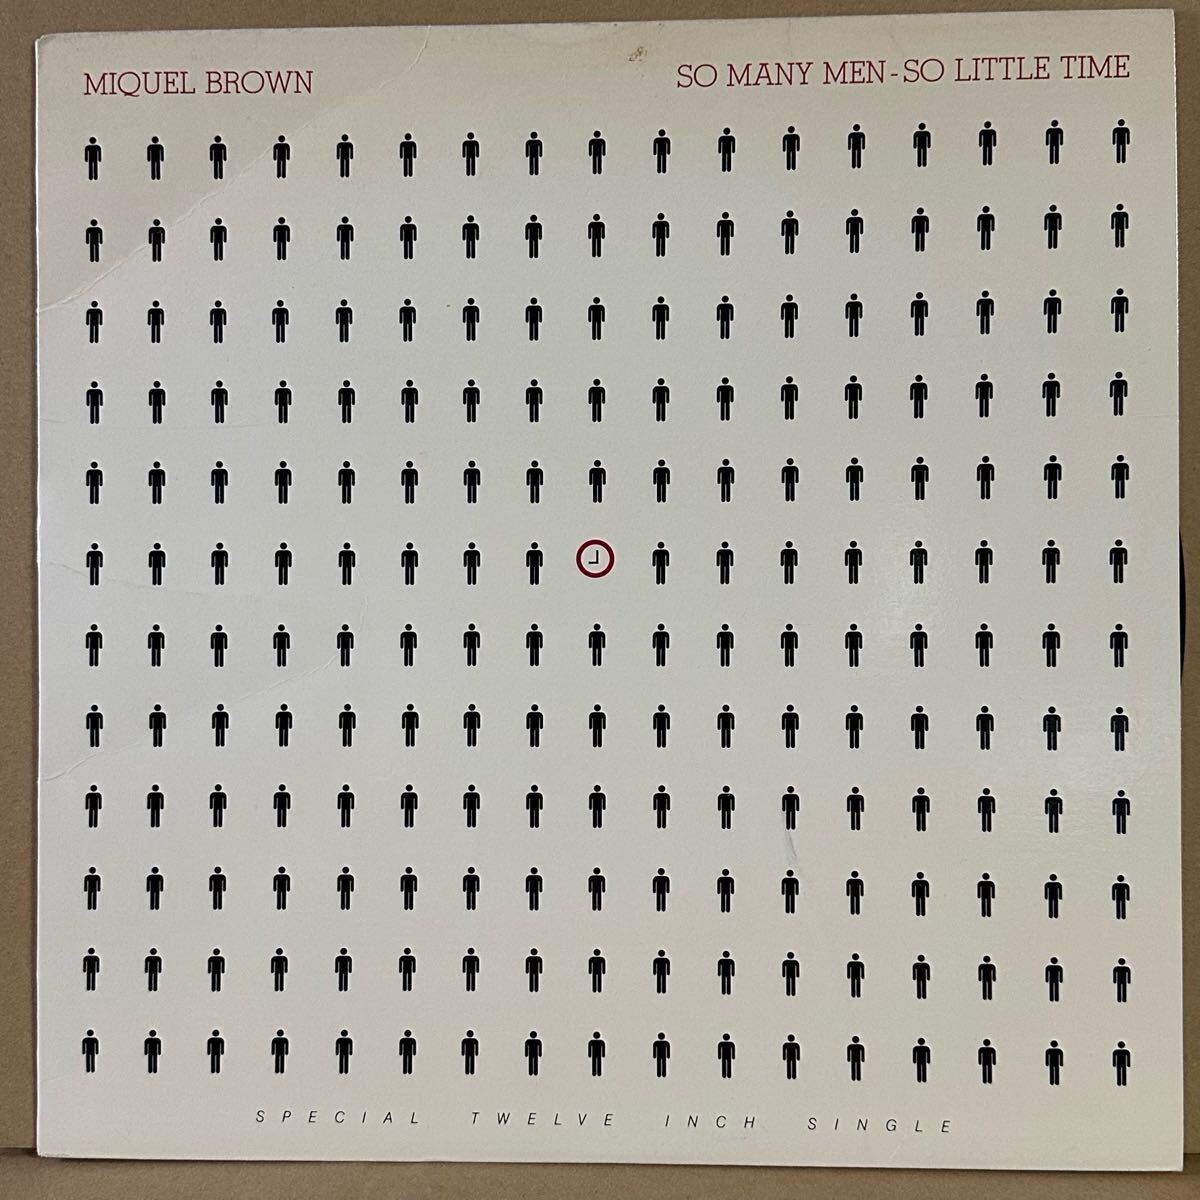 MIQUEL BROWN
SO MANY MEN-SO LITTLE TIME
SPECIAL TWELVE INCH SINGLE